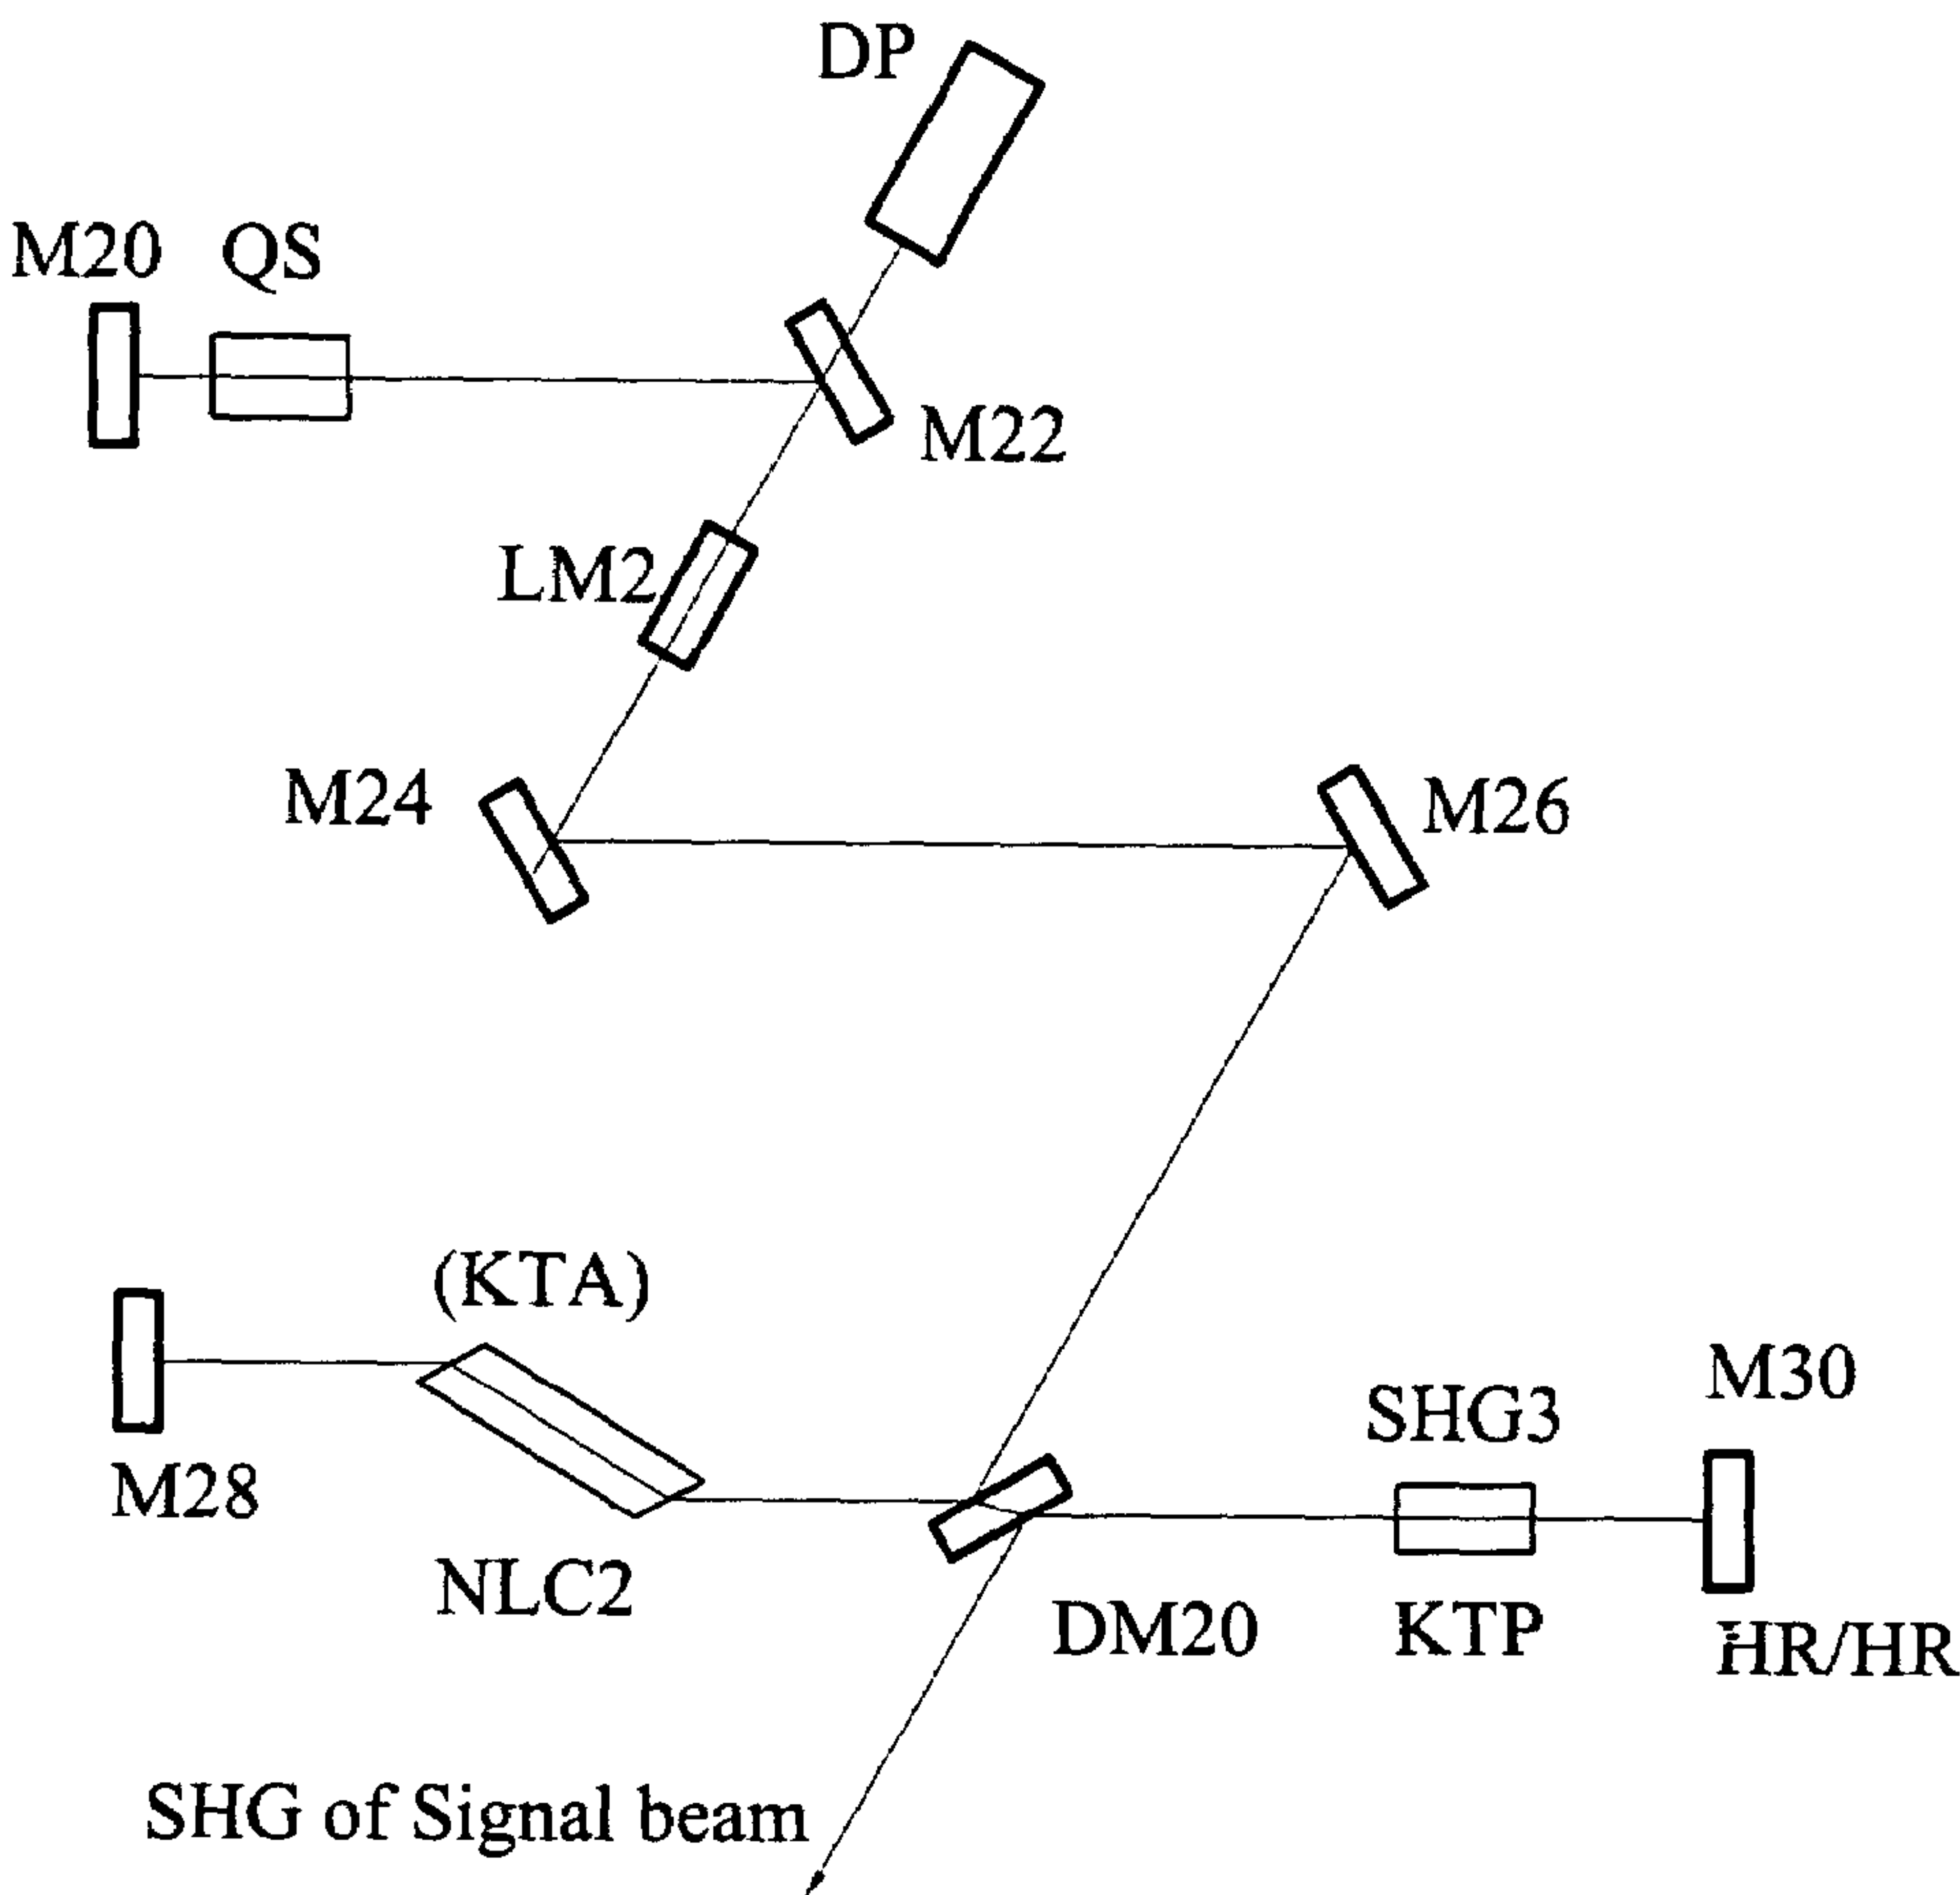 DP
M20 QS
M22
LM2
M24
M26
(KTA)
M30
SHG3
M28
NLC2
DM20
KTP
HR/HR
SHG of Signal beam